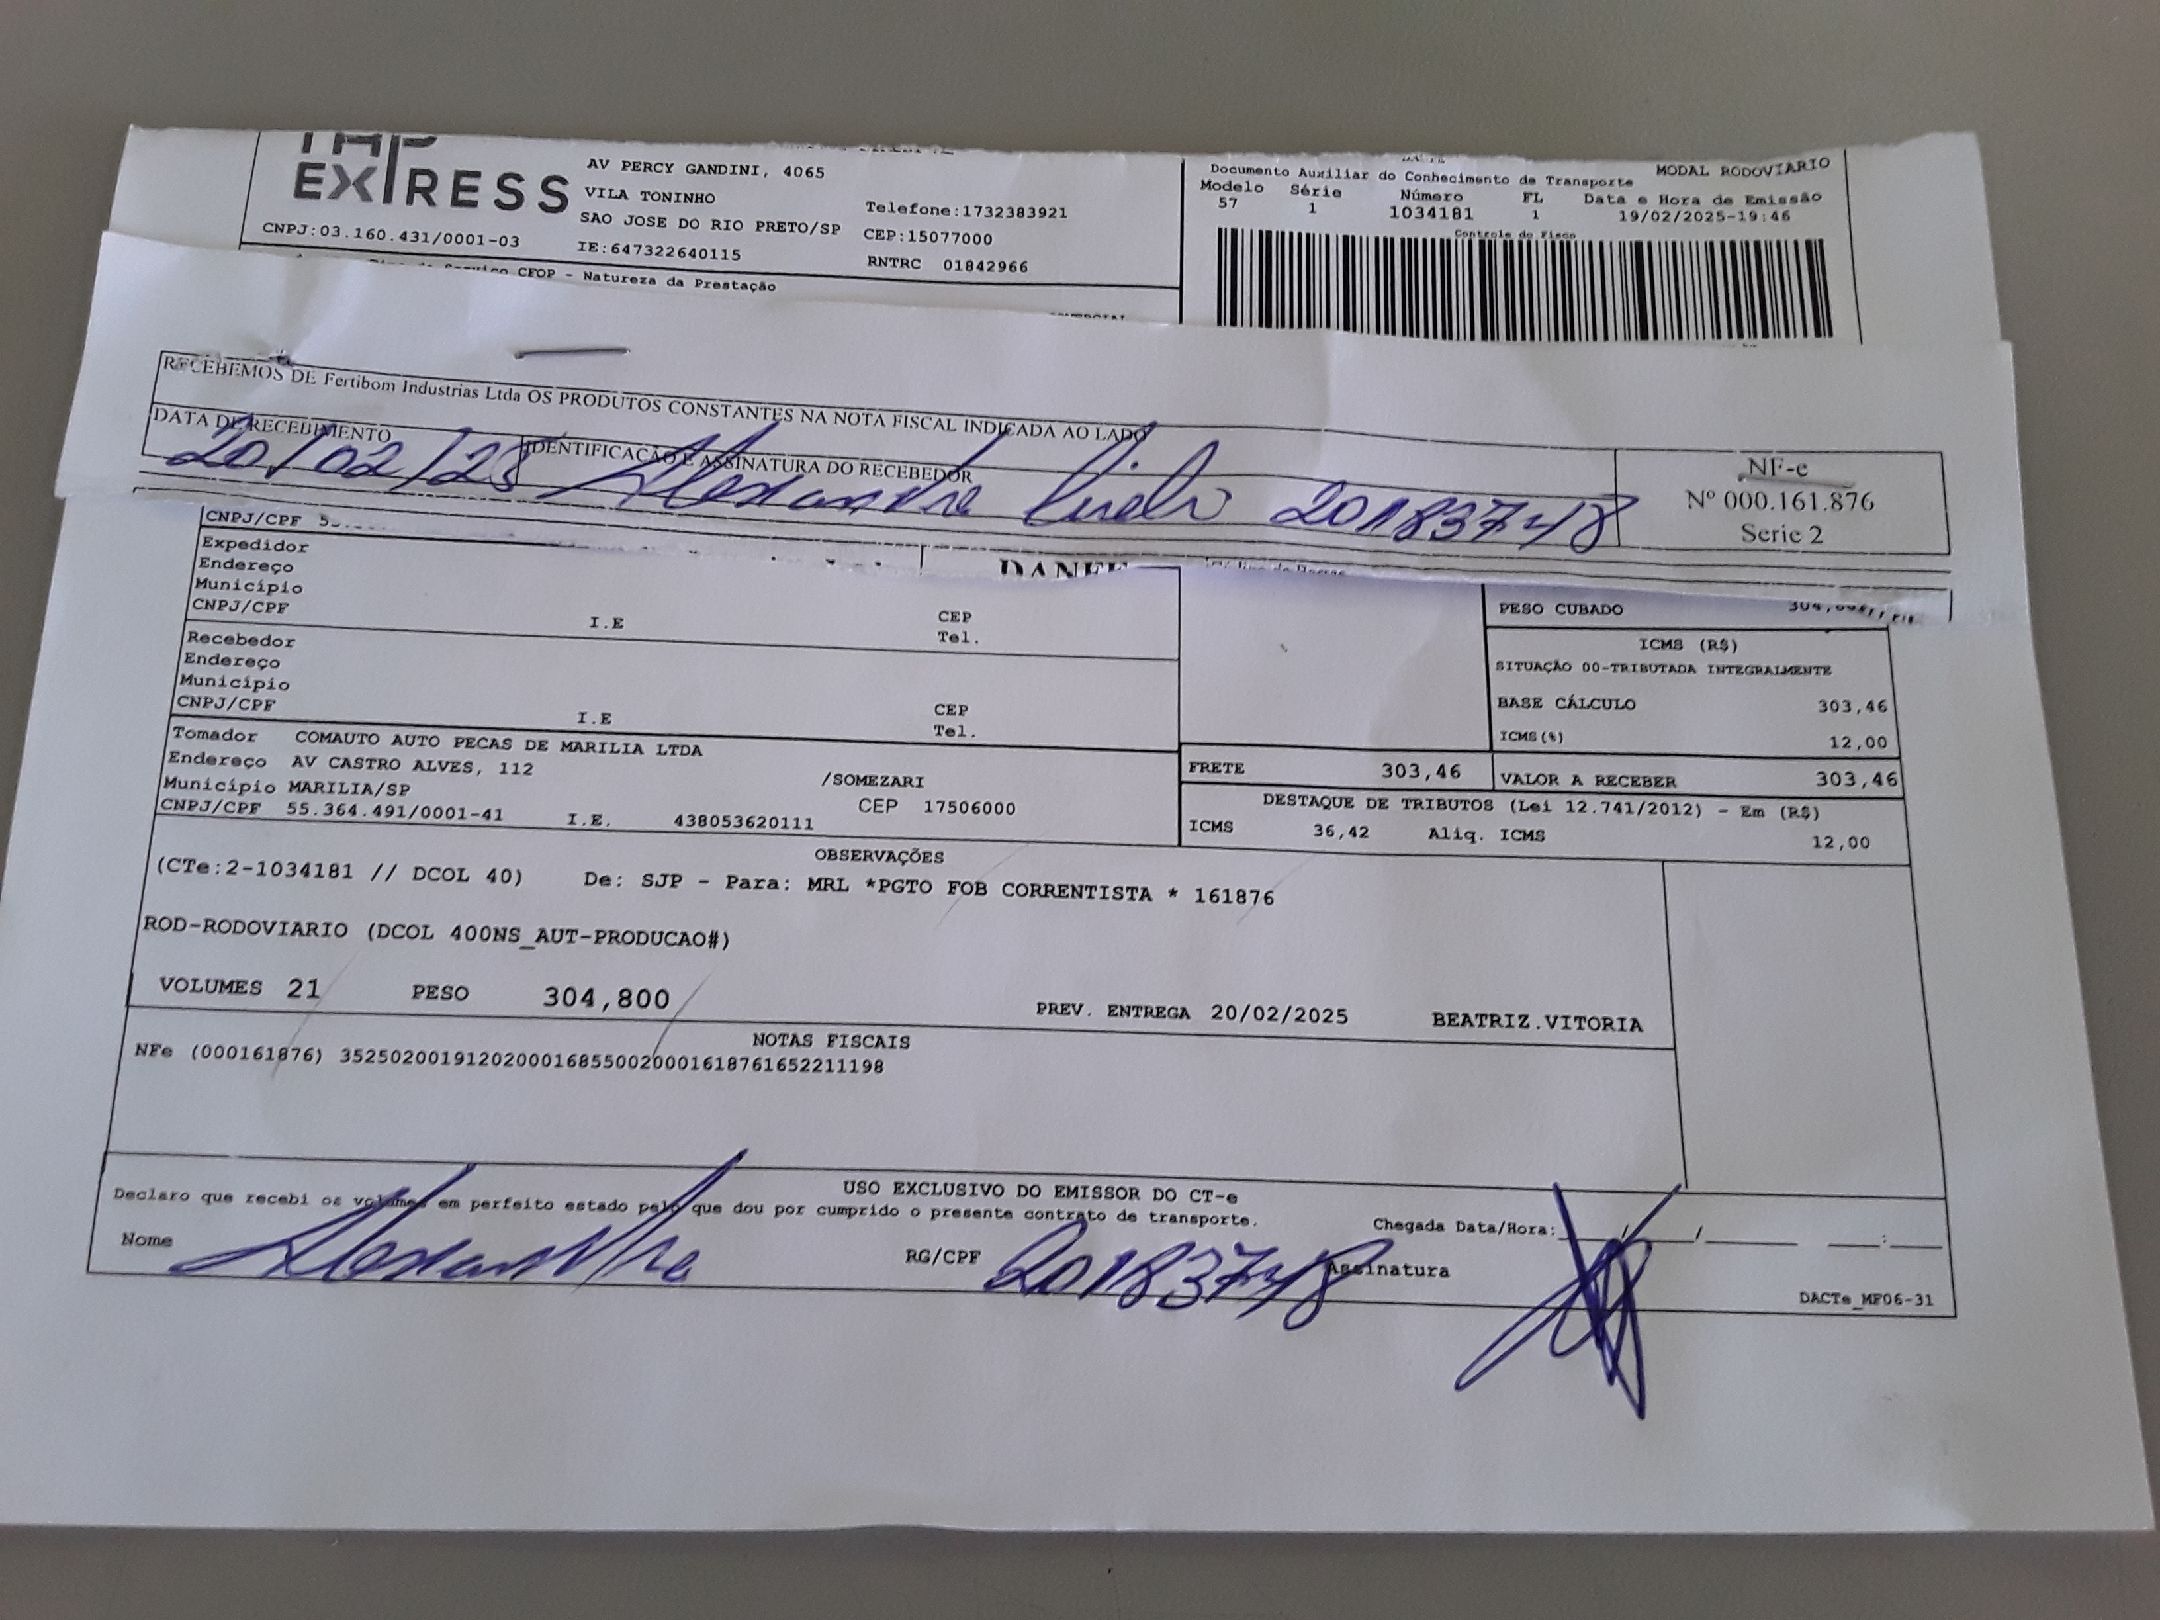 EXPRESS
AV PERCY GANDINI, 4065
VILA TONINHO
SAO JOSE DO RIO PRETO/SP
Telefone:1732383921
CEP:15077000
CNPJ:03.160.431/0001-03
IE:647322640115
RNTRC 01842966
CFOP - Natureza da Prestação
MODAL RODOVIARIO
Documento Auxiliar do Conhecimento de Transporte
Modelo Série Número FL Data e Hora de Emissão
57 1 1034181 1 19/02/2025-19:46
Controle do Fisco
RECEBEMOS DE Fertibom Industrias Ltda OS PRODUTOS CONSTANTES NA NOTA FISCAL INDICADA AO LADO
DATA DE RECEBIMENTO
IDENTIFICAÇÃO E ASSINATURA DO RECEBEDOR
20/02/25 Alexandre 20183748
NF-e
Nº 000.161.876
Serie 2
DANFE
CNPJ/CPF
Expedidor
Endereço
Município
CNPJ/CPF I.E CEP
Tel.
Recebedor
Endereço
Município
CNPJ/CPF I.E CEP
Tel.
Tomador COMAUTO AUTO PECAS DE MARILIA LTDA
Endereço AV CASTRO ALVES, 112 /SOMEZARI
Município MARILIA/SP CEP 17506000
CNPJ/CPF 55.364.491/0001-41 I.E. 438053620111
PESO CUBADO
ICMS (R$)
SITUAÇÃO 00-TRIBUTADA INTEGRALMENTE
BASE CÁLCULO 303,46
ICMS(%) 12,00
FRETE 303,46 VALOR A RECEBER 303,46
DESTAQUE DE TRIBUTOS (Lei 12.741/2012) - Em (R$)
ICMS 36,42 Aliq. ICMS 12,00
OBSERVAÇÕES
(CTe:2-1034181 // DCOL 40) De: SJP - Para: MRL *PGTO FOB CORRENTISTA * 161876
ROD-RODOVIARIO (DCOL 400NS_AUT-PRODUCAO#)
VOLUMES 21 PESO 304,800 PREV. ENTREGA 20/02/2025 BEATRIZ.VITORIA
NOTAS FISCAIS
NFe (000161876) 35250200191202000168550020001618761652211198
USO EXCLUSIVO DO EMISSOR DO CT-e
Declaro que recebi os volumes em perfeito estado pelo que dou por cumprido o presente contrato de transporte.
Chegada Data/Hora:___/___/___ __:__
Nome Alexandre RG/CPF 20183748 Assinatura
DACTe_MF06-31